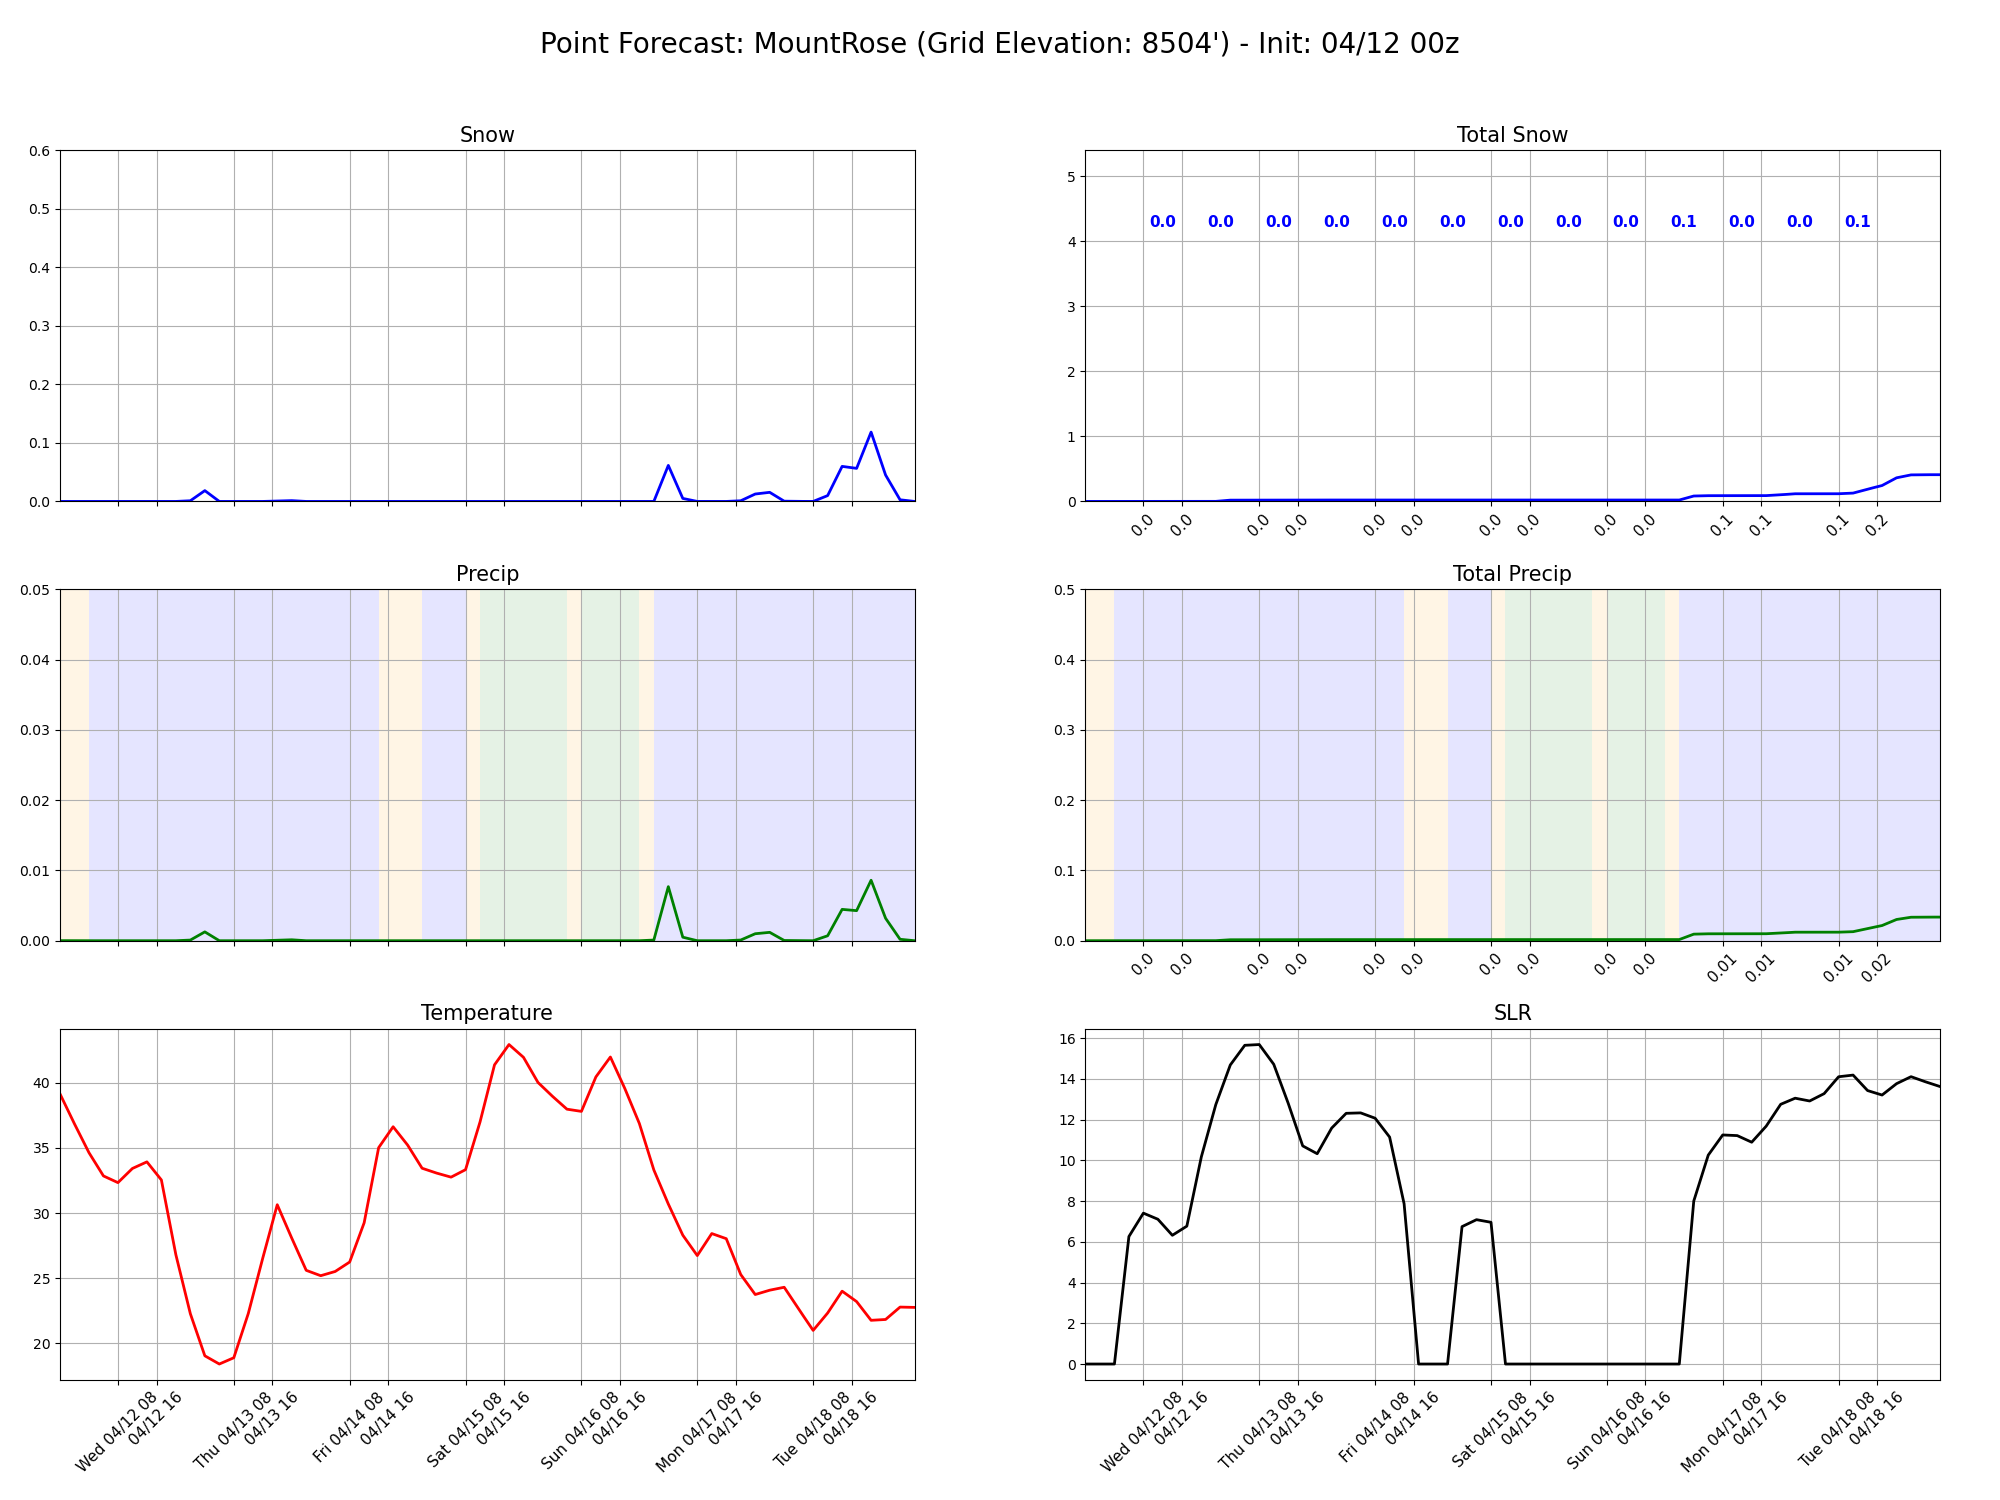 Point Forecast: MountRose (Grid Elevation: 8504') - Init: 04/12 00z
Snow
0.6
0.5
0.4
0.3
0.2
0.1
0.0
Total Snow
5
4
3
2
1
0
0.0 0.0 0.0 0.0 0.0 0.0 0.0 0.0 0.0 0.1 0.0 0.0 0.1
0.0 0.0 0.0 0.0 0.0 0.0 0.0 0.0 0.0 0.0 0.1 0.1 0.1 0.2
Precip
0.05
0.04
0.03
0.02
0.01
0.00
Total Precip
0.5
0.4
0.3
0.2
0.1
0.0
0.0 0.0 0.0 0.0 0.0 0.0 0.0 0.0 0.0 0.0 0.01 0.01 0.01 0.02
Temperature
40
35
30
25
20
Wed 04/12 08
04/12 16
Thu 04/13 08
04/13 16
Fri 04/14 08
04/14 16
Sat 04/15 08
04/15 16
Sun 04/16 08
04/16 16
Mon 04/17 08
04/17 16
Tue 04/18 08
04/18 16
SLR
16
14
12
10
8
6
4
2
0
Wed 04/12 08
04/12 16
Thu 04/13 08
04/13 16
Fri 04/14 08
04/14 16
Sat 04/15 08
04/15 16
Sun 04/16 08
04/16 16
Mon 04/17 08
04/17 16
Tue 04/18 08
04/18 16